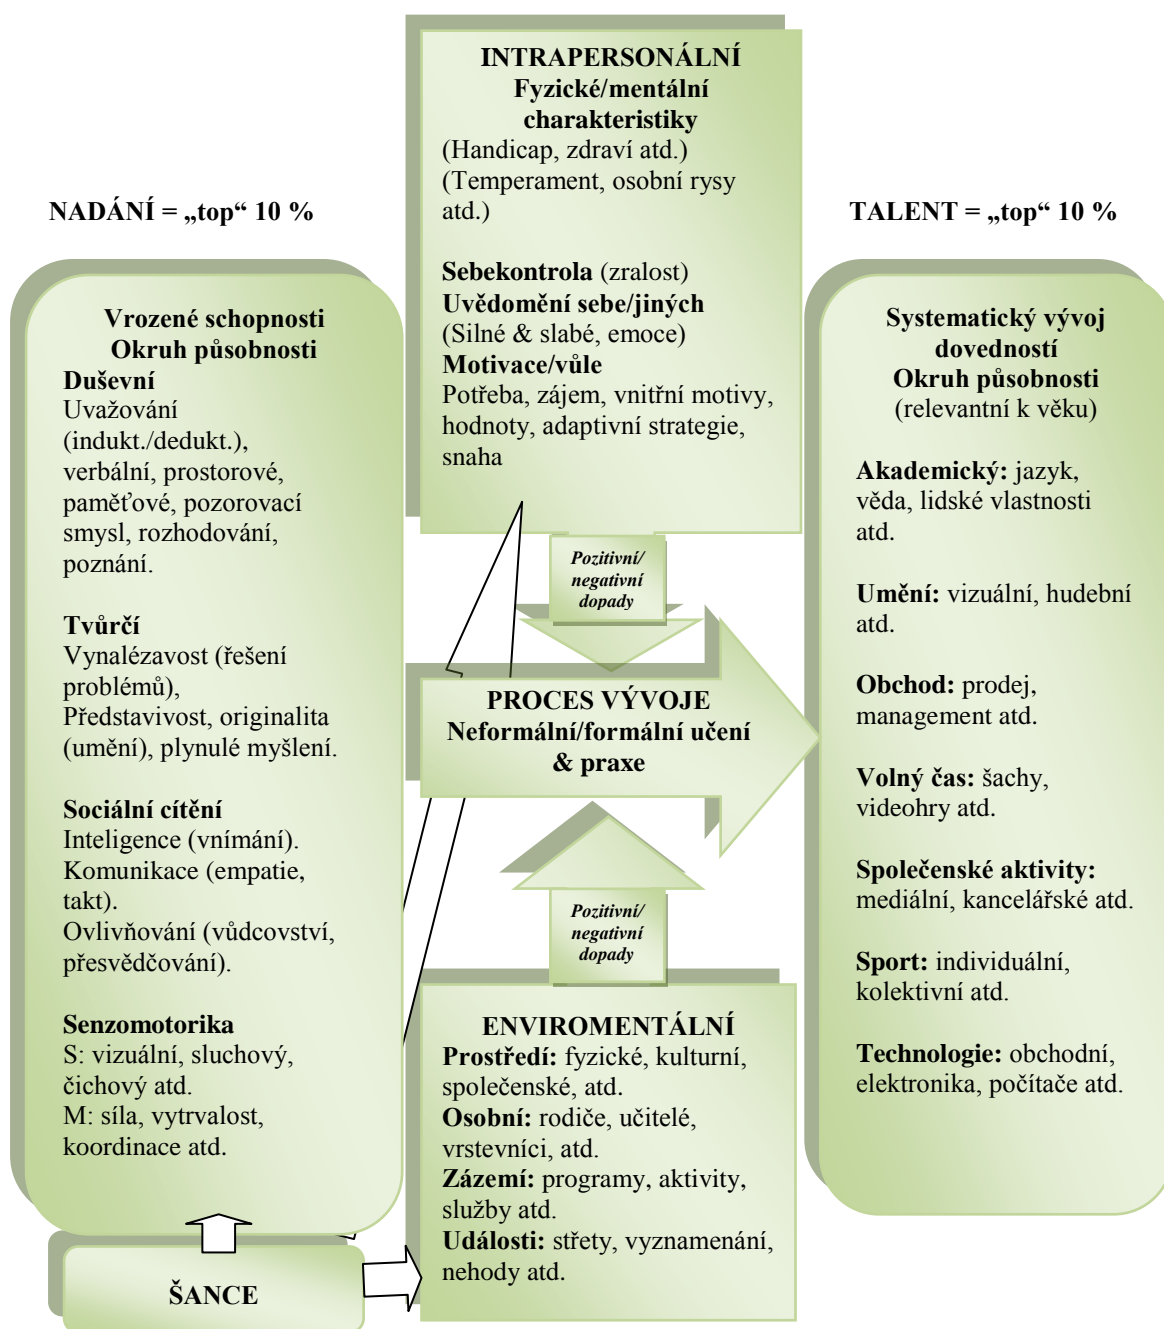 NADÁNÍ = „top“ 10 %
Vrozené schopnosti
Okruh působnosti
Duševní
Uvažování
(indukt./dedukt.),
verbální, prostorové,
paměťové, pozorovací
smysl, rozhodování,
poznání.
Tvůrčí
Vynalézavost (řešení
problémů),
Představivost, originalita
(umění), plynulé myšlení.
Sociální cítění
Inteligence (vnímání).
Komunikace (empatie,
takt).
Ovlivňování (vůdcovství,
přesvědčování).
Senzomotorika
S: vizuální, sluchový,
čichový atd.
M: síla, vytrvalost,
koordinace atd.
ŠANCE
INTRAPERSONÁLNÍ
Fyzické/mentální
charakteristiky
(Handicap, zdraví atd.)
(Temperament, osobní rysy
atd.)
Sebekontrola (zralost)
Uvědomění sebe/jiných
(Silné & slabé, emoce)
Motivace/vůle
Potřeba, zájem, vnitřní motivy,
hodnoty, adaptivní strategie,
snaha
Pozitivní/
negativní
dopady
PROCES VÝVOJE
Neformální/formální učení
& praxe
Pozitivní/
negativní
dopady
ENVIROMENTÁLNÍ
Prostředí: fyzické, kulturní,
společenské, atd.
Osobní: rodiče, učitelé,
vrstevníci, atd.
Zázemí: programy, aktivity,
služby atd.
Události: střety, vyznamenání,
nehody atd.
TALENT = „top“ 10 %
Systematický vývoj
dovedností
Okruh působnosti
(relevantní k věku)
Akademický: jazyk,
věda, lidské vlastnosti
atd.
Umění: vizuální, hudební
atd.
Obchod: prodej,
management atd.
Volný čas: šachy,
videohry atd.
Společenské aktivity:
mediální, kancelářské atd.
Sport: individuální,
kolektivní atd.
Technologie: obchodní,
elektronika, počítače atd.